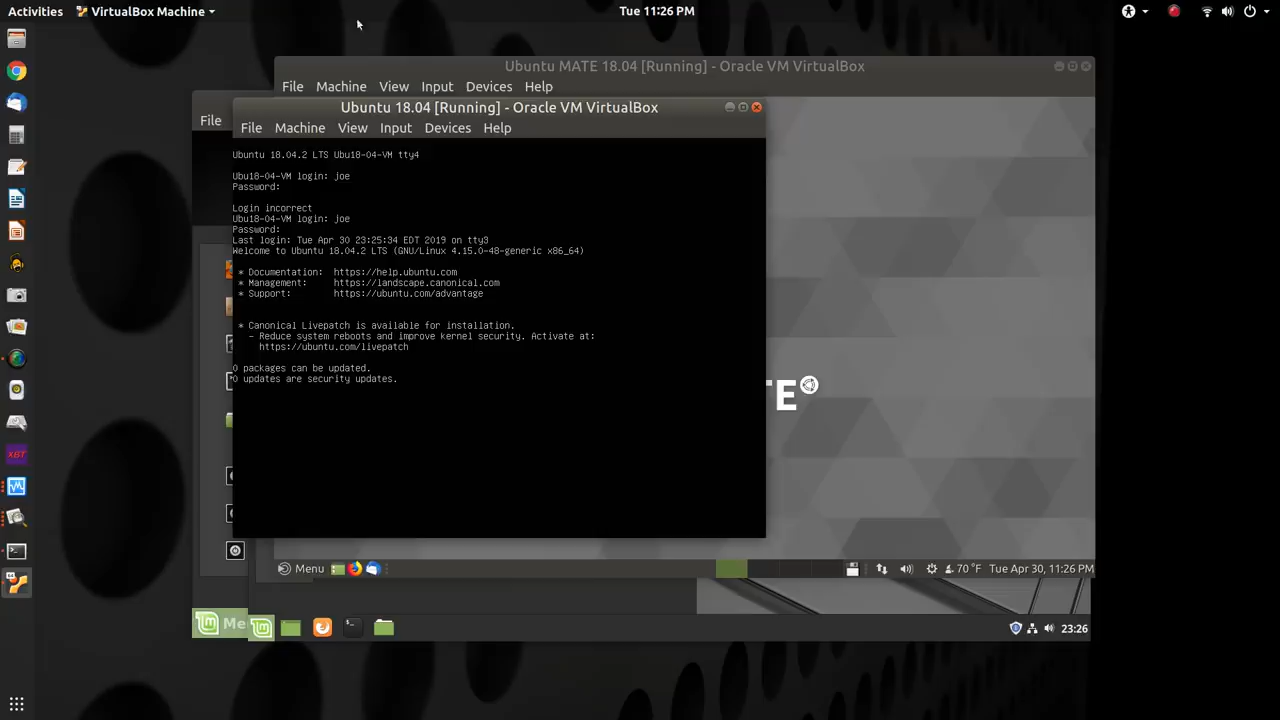 Activities
VirtualBox Machine
Tue 11:26 PM
Ubuntu MATE 18.04 [Running] - Oracle VM VirtualBox
File Machine View Input Devices Help
File
Ubuntu 18.04 [Running] - Oracle VM VirtualBox
File Machine View Input Devices Help
Ubuntu 18.04.2 LTS Ubu18-04-VM tty4
Ubu18-04-VM login: joe
Password:
Login incorrect
Ubu18-04-VM login: joe
Password:
Last login: Tue Apr 30 23:25:34 EDT 2019 on tty3
Welcome to Ubuntu 18.04.2 LTS (GNU/Linux 4.15.0-48-generic x86_64)
* Documentation: https://help.ubuntu.com
* Management: https://landscape.canonical.com
* Support: https://ubuntu.com/advantage
* Canonical Livepatch is available for installation.
- Reduce system reboots and improve kernel security. Activate at:
https://ubuntu.com/livepatch
0 packages can be updated.
0 updates are security updates.
TE
XBT
Menu
70 °F
Tue Apr 30, 11:26 PM
Me
23:26